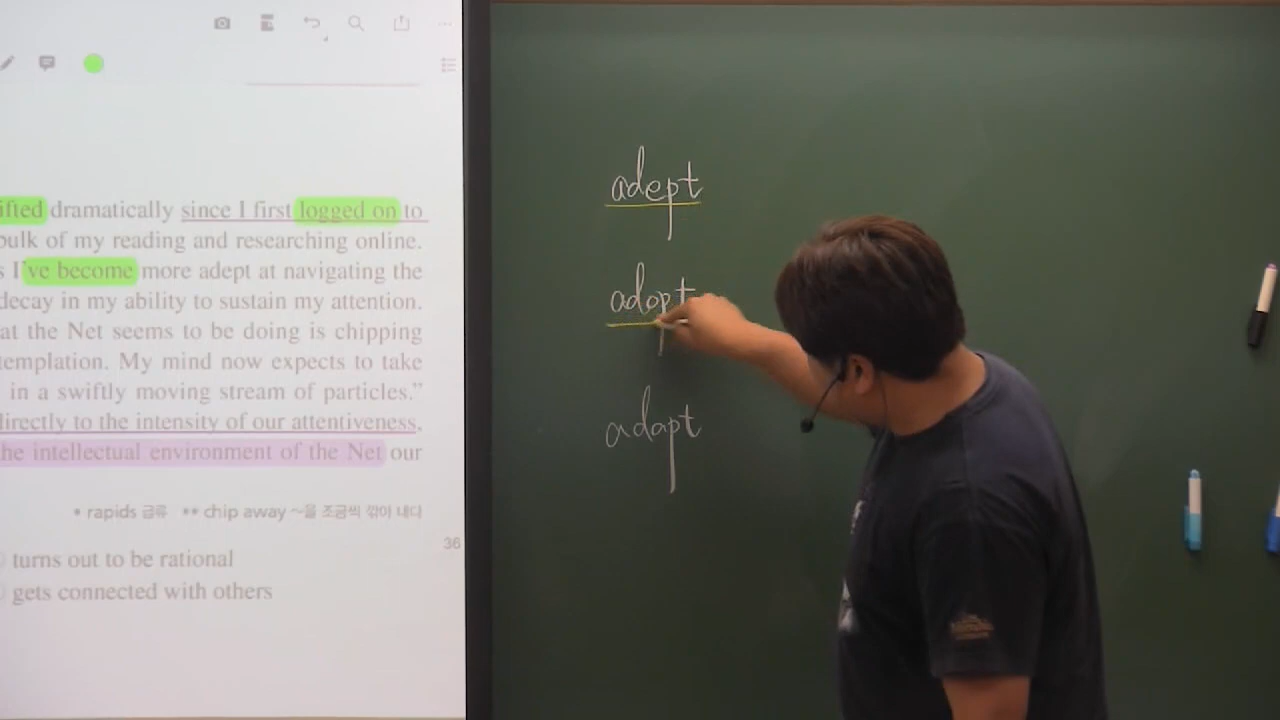 ifted dramatically since I first logged on to
bulk of my reading and researching online.
s I've become more adept at navigating the
decay in my ability to sustain my attention.
at the Net seems to be doing is chipping
templation. My mind now expects to take
in a swiftly moving stream of particles.”
directly to the intensity of our attentiveness,
he intellectual environment of the Net our
* rapids 급류 ** chip away ~을 조금씩 깎아 내다
36
turns out to be rational
gets connected with others
adept
adopt
adapt